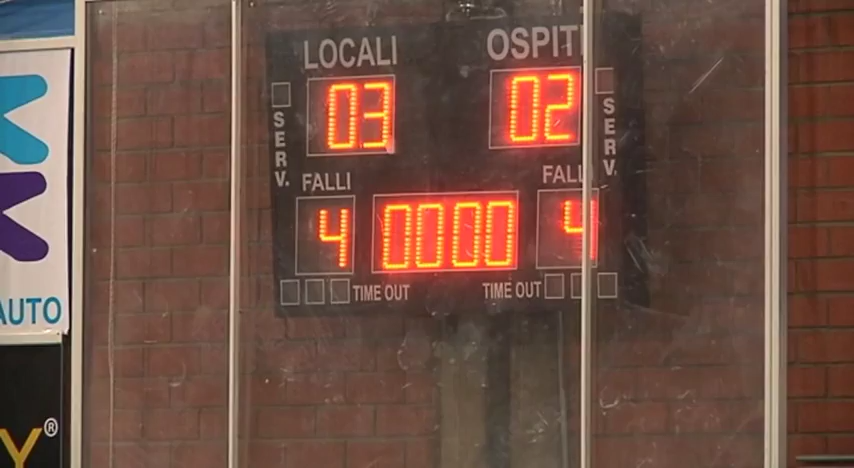 LOCALI
OSPITI
03
02
SERV.
SERV.
FALLI
FALLI
4
0000
4
TIME OUT
TIME OUT
AUTO
Y®